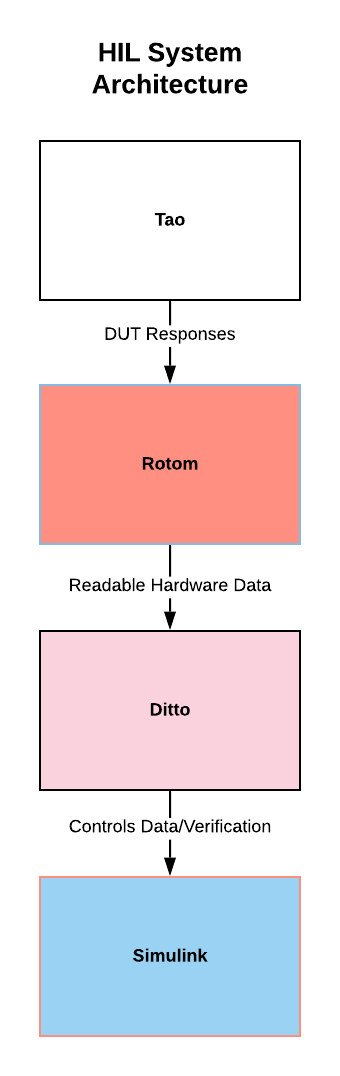 HIL System
Architecture
Tao
DUT Responses
Rotom
Readable Hardware Data
Ditto
Controls Data/Verification
Simulink